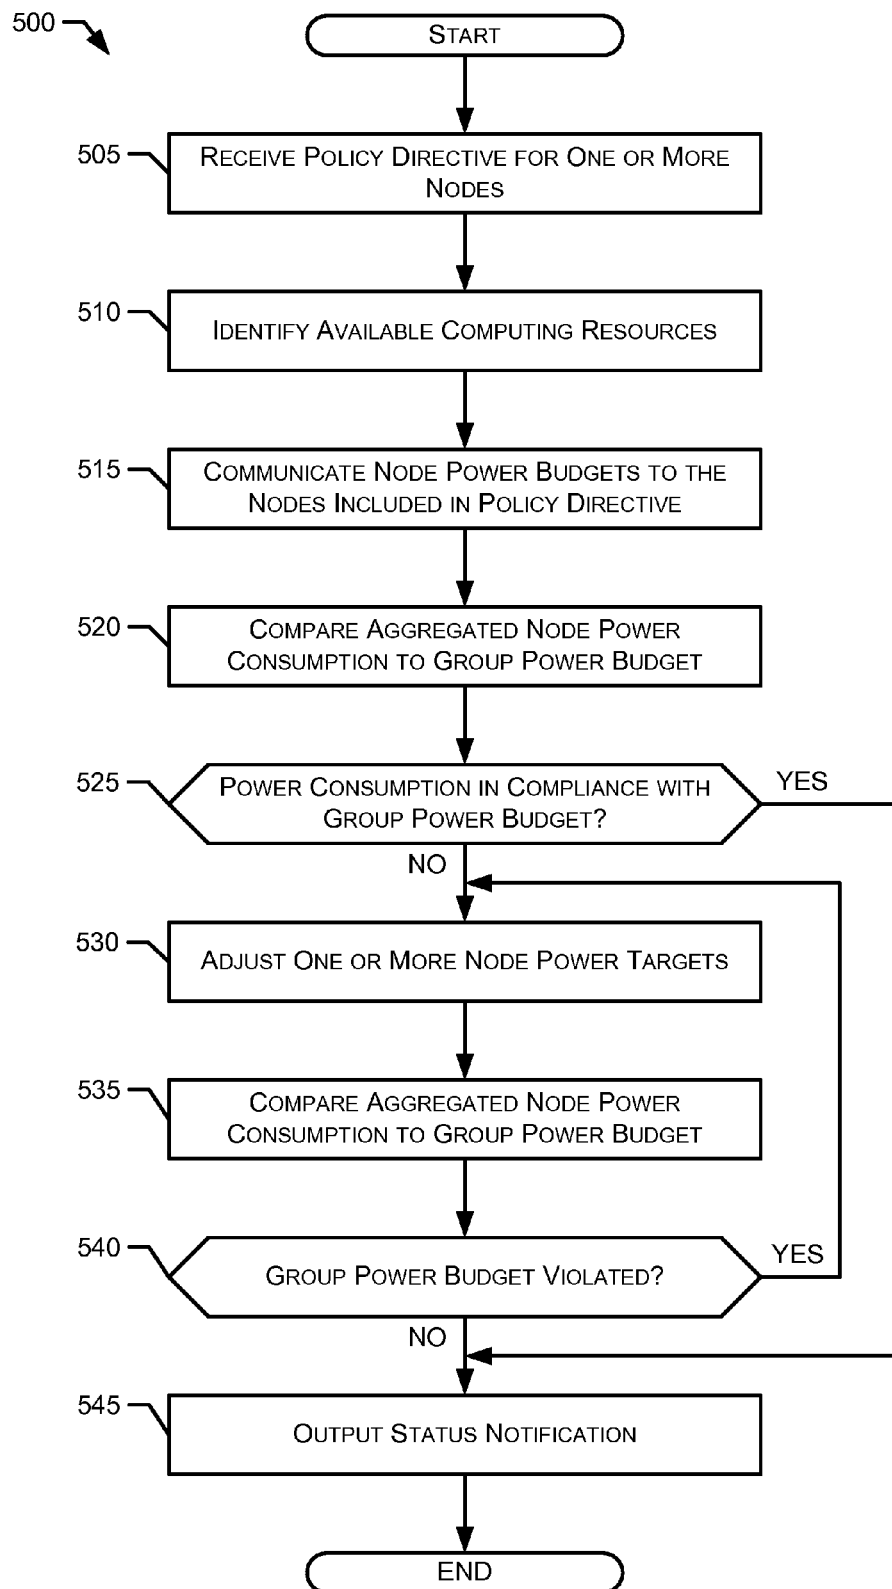 500
START
505
RECEIVE POLICY DIRECTIVE FOR ONE OR MORE
NODES
510
IDENTIFY AVAILABLE COMPUTING RESOURCES
515
COMMUNICATE NODE POWER BUDGETS TO THE
NODES INCLUDED IN POLICY DIRECTIVE
520
COMPARE AGGREGATED NODE POWER
CONSUMPTION TO GROUP POWER BUDGET
525
POWER CONSUMPTION IN COMPLIANCE WITH
GROUP POWER BUDGET?
YES
NO
530
ADJUST ONE OR MORE NODE POWER TARGETS
535
COMPARE AGGREGATED NODE POWER
CONSUMPTION TO GROUP POWER BUDGET
540
GROUP POWER BUDGET VIOLATED?
YES
NO
545
OUTPUT STATUS NOTIFICATION
END